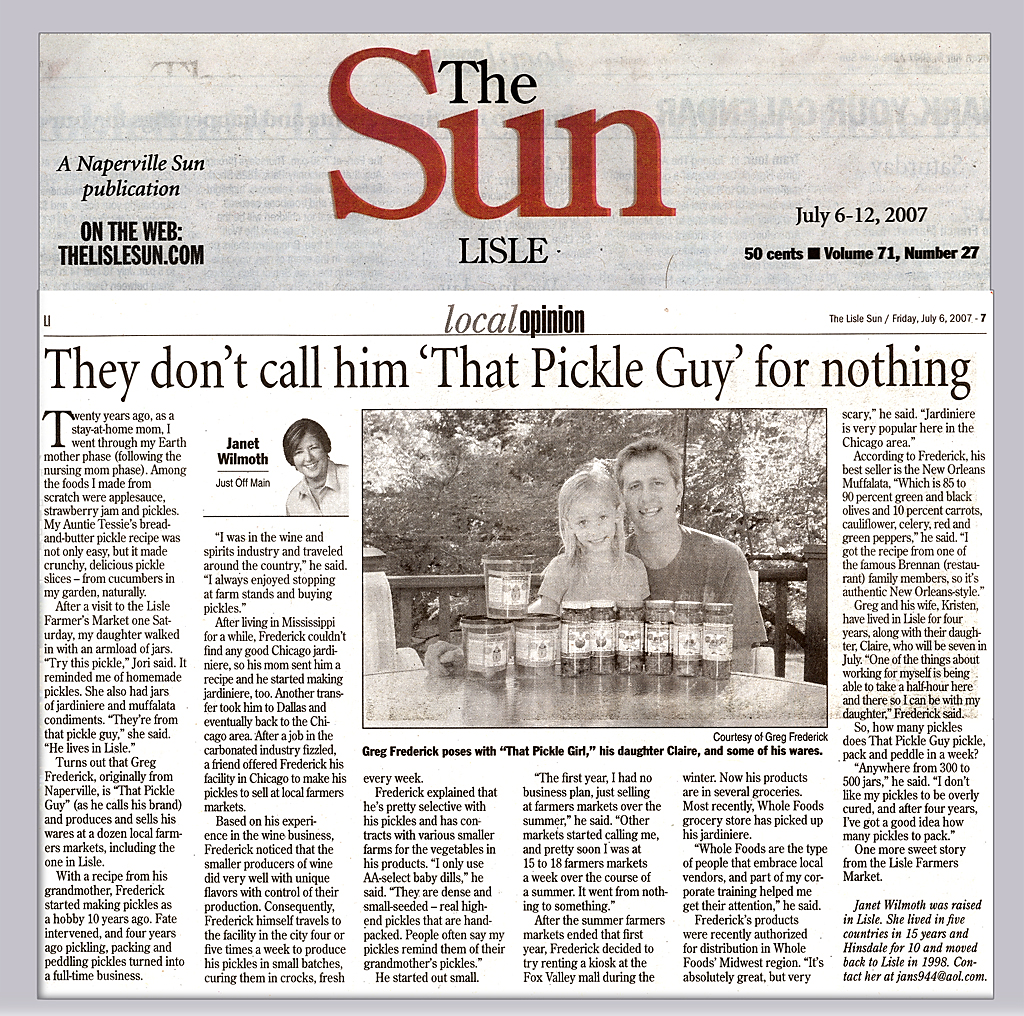 The
Sun
LISLE
A Naperville Sun
publication
ON THE WEB:
THELISLESUN.COM
July 6-12, 2007
50 cents ■ Volume 71, Number 27
LI
localopinion
The Lisle Sun / Friday, July 6, 2007 - 7
They don’t call him ‘That Pickle Guy’ for nothing
Twenty years ago, as a
stay-at-home mom, I
went through my Earth
mother phase (following the
nursing mom phase). Among
the foods I made from
scratch were applesauce,
strawberry jam and pickles.
My Auntie Tessie’s bread-
and-butter pickle recipe was
not only easy, but it made
crunchy, delicious pickle
slices – from cucumbers in
my garden, naturally.
After a visit to the Lisle
Farmer’s Market one Sat-
urday, my daughter walked
in with an armload of jars.
“Try this pickle,” Jori said. It
reminded me of homemade
pickles. She also had jars
of jardiniere and muffalata
condiments. “They’re from
that pickle guy,” she said.
“He lives in Lisle.”
Turns out that Greg
Frederick, originally from
Naperville, is “That Pickle
Guy” (as he calls his brand)
and produces and sells his
wares at a dozen local farm-
ers markets, including the
one in Lisle.
With a recipe from his
grandmother, Frederick
started making pickles as
a hobby 10 years ago. Fate
intervened, and four years
ago pickling, packing and
peddling pickles turned into
a full-time business.
Janet
Wilmoth
Just Off Main
“I was in the wine and
spirits industry and traveled
around the country,” he said.
“I always enjoyed stopping
at farm stands and buying
pickles.”
After living in Mississippi
for a while, Frederick couldn’t
find any good Chicago jardi-
niere, so his mom sent him a
recipe and he started making
jardiniere, too. Another trans-
fer took him to Dallas and
eventually back to the Chi-
cago area. After a job in the
carbonated industry fizzled,
a friend offered Frederick his
facility in Chicago to make his
pickles to sell at local farmers
markets.
Based on his experi-
ence in the wine business,
Frederick noticed that the
smaller producers of wine
did very well with unique
flavors with control of their
production. Consequently,
Frederick himself travels to
the facility in the city four or
five times a week to produce
his pickles in small batches,
curing them in crocks, fresh
Courtesy of Greg Frederick
Greg Frederick poses with “That Pickle Girl,” his daughter Claire, and some of his wares.
every week.
Frederick explained that
he’s pretty selective with
his pickles and has con-
tracts with various smaller
farms for the vegetables in
his products. “I only use
AA-select baby dills,” he
said. “They are dense and
small-seeded – real high-
end pickles that are hand-
packed. People often say my
pickles remind them of their
grandmother’s pickles.”
He started out small.
“The first year, I had no
business plan, just selling
at farmers markets over the
summer,” he said. “Other
markets started calling me,
and pretty soon I was at
15 to 18 farmers markets
a week over the course of
a summer. It went from noth-
ing to something.”
After the summer farmers
markets ended that first
year, Frederick decided to
try renting a kiosk at the
Fox Valley mall during the
winter. Now his products
are in several groceries.
Most recently, Whole Foods
grocery store has picked up
his jardiniere.
“Whole Foods are the type
of people that embrace local
vendors, and part of my cor-
porate training helped me
get their attention,” he said.
Frederick’s products
were recently authorized
for distribution in Whole
Foods’ Midwest region. “It’s
absolutely great, but very
scary,” he said. “Jardiniere
is very popular here in the
Chicago area.”
According to Frederick, his
best seller is the New Orleans
Muffalata, “Which is 85 to
90 percent green and black
olives and 10 percent carrots,
cauliflower, celery, red and
green peppers,” he said. “I
got the recipe from one of
the famous Brennan (restau-
rant) family members, so it’s
authentic New Orleans-style.”
Greg and his wife, Kristen,
have lived in Lisle for four
years, along with their daugh-
ter, Claire, who will be seven in
July. “One of the things about
working for myself is being
able to take a half-hour here
and there so I can be with my
daughter,” Frederick said.
So, how many pickles
does That Pickle Guy pickle,
pack and peddle in a week?
“Anywhere from 300 to
500 jars,” he said. “I don’t
like my pickles to be overly
cured, and after four years,
I’ve got a good idea how
many pickles to pack.”
One more sweet story
from the Lisle Farmers
Market.
Janet Wilmoth was raised
in Lisle. She lived in five
countries in 15 years and
Hinsdale for 10 and moved
back to Lisle in 1998. Con-
tact her at jans944@aol.com.